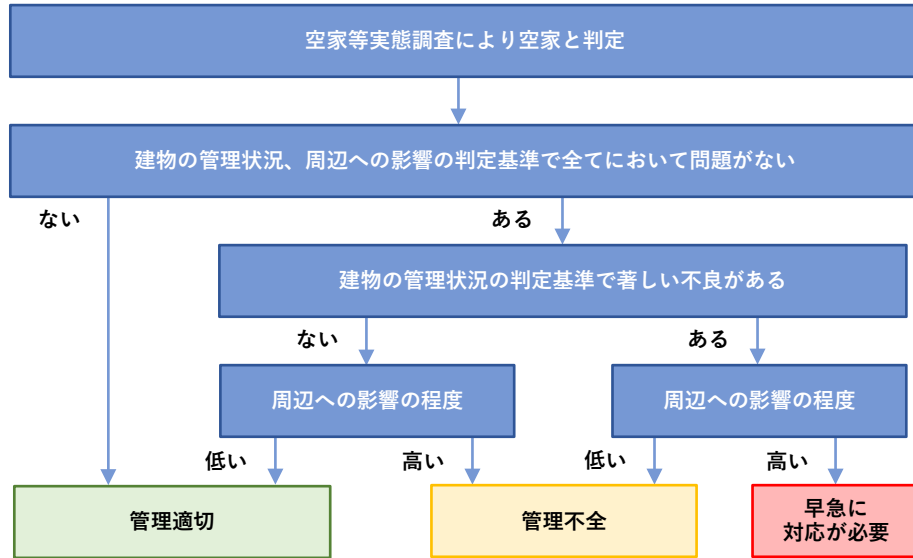 空家等実態調査により空家と判定
建物の管理状況、周辺への影響の判定基準で全てにおいて問題がない
ない
ある
建物の管理状況の判定基準で著しい不良がある
ない
ある
周辺への影響の程度
周辺への影響の程度
低い
高い
低い
高い
管理適切
管理不全
早急に
対応が必要